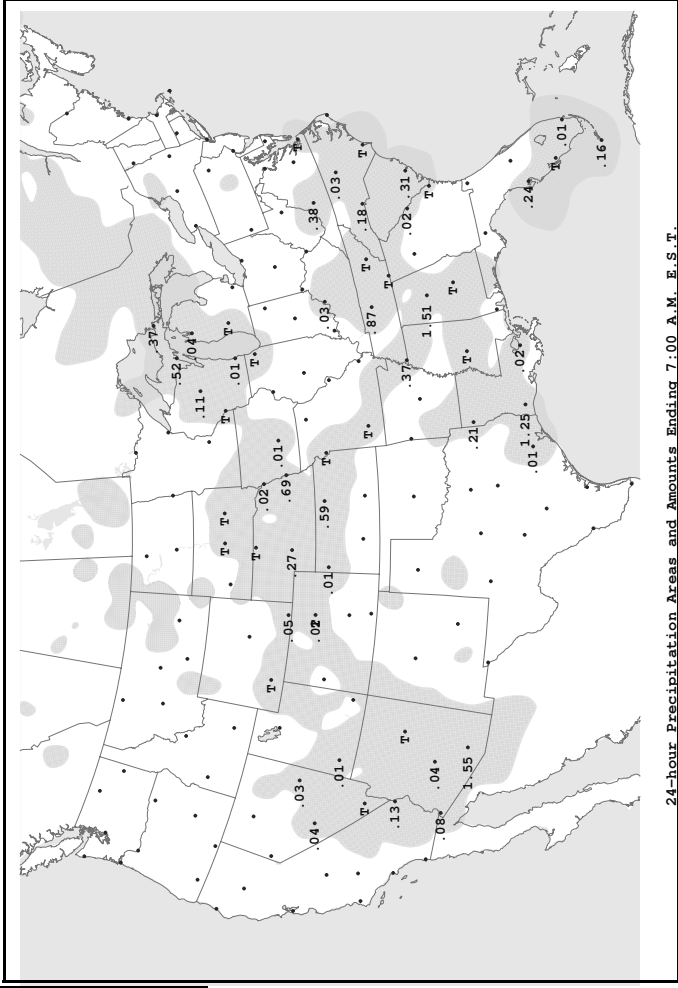 .37
.52
.04
.11
T
T
T
T
.01
T
T
.02
T
.01
.69
.05
.27
T
.03
.38
.04
.59
.03
T
.01
.03
.01
T
.18
T
T
T
.87
T
.13
T
.31
.37
.02
1.51
T
.04
.08
T
T
1.55
.21
.02
1.25
.24
.01
T
.01
.16
24-hour Precipitation Areas and Amounts Ending 7:00 A.M. E.S.T.